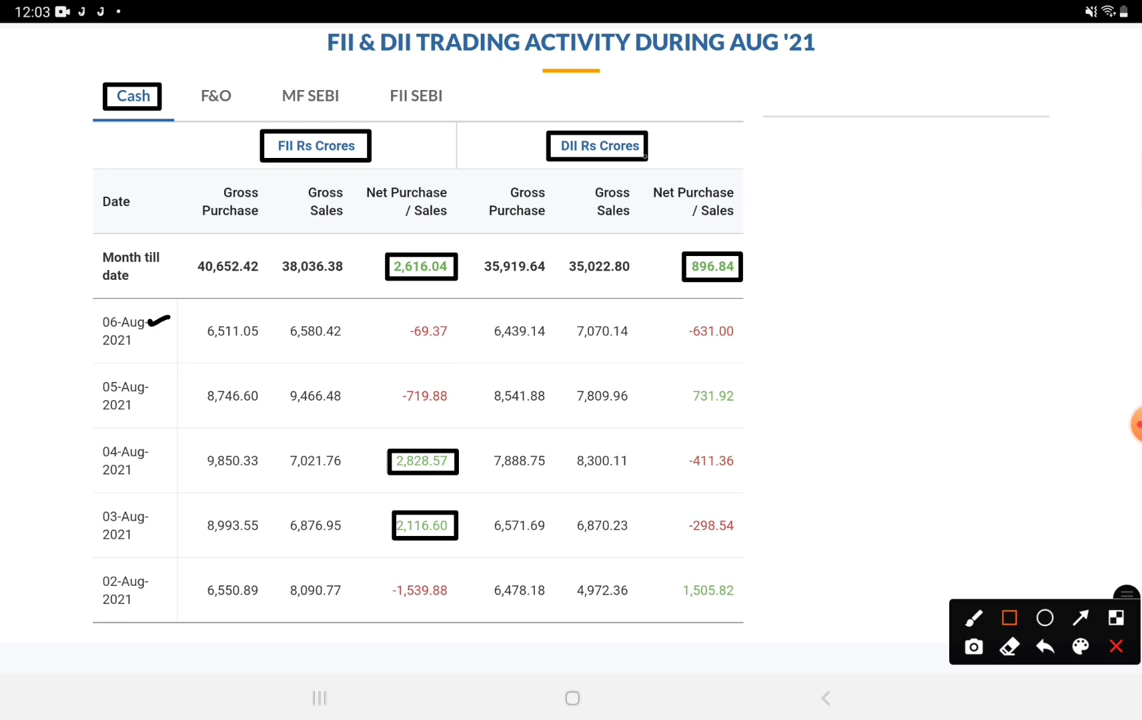 12:03
FII & DII TRADING ACTIVITY DURING AUG '21
Cash F&O MF SEBI FII SEBI
FII Rs Crores DII Rs Crores
Date Gross Purchase Gross Sales Net Purchase / Sales Gross Purchase Gross Sales Net Purchase / Sales
Month till date 40,652.42 38,036.38 2,616.04 35,919.64 35,022.80 896.84
06-Aug-2021 6,511.05 6,580.42 -69.37 6,439.14 7,070.14 -631.00
05-Aug-2021 8,746.60 9,466.48 -719.88 8,541.88 7,809.96 731.92
04-Aug-2021 9,850.33 7,021.76 2,828.57 7,888.75 8,300.11 -411.36
03-Aug-2021 8,993.55 6,876.95 2,116.60 6,571.69 6,870.23 -298.54
02-Aug-2021 6,550.89 8,090.77 -1,539.88 6,478.18 4,972.36 1,505.82